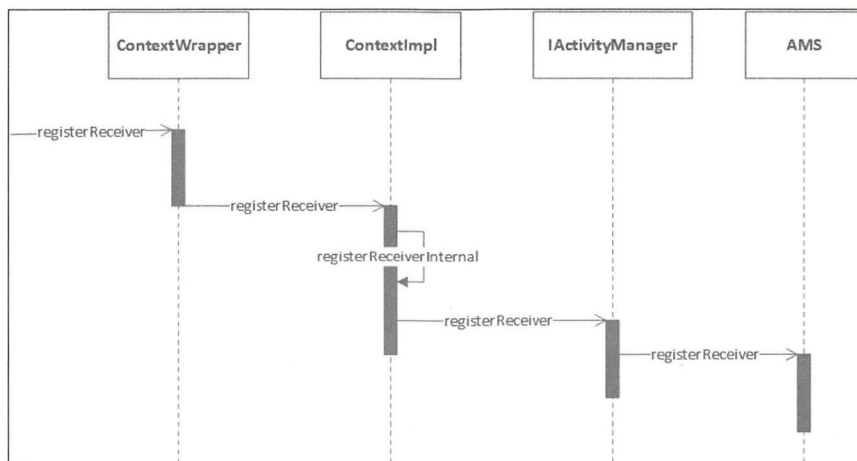 ContextWrapper
ContextImpl
IActivityManager
AMS
registerReceiver
registerReceiver
registerReceiverInternal
registerReceiver
registerReceiver